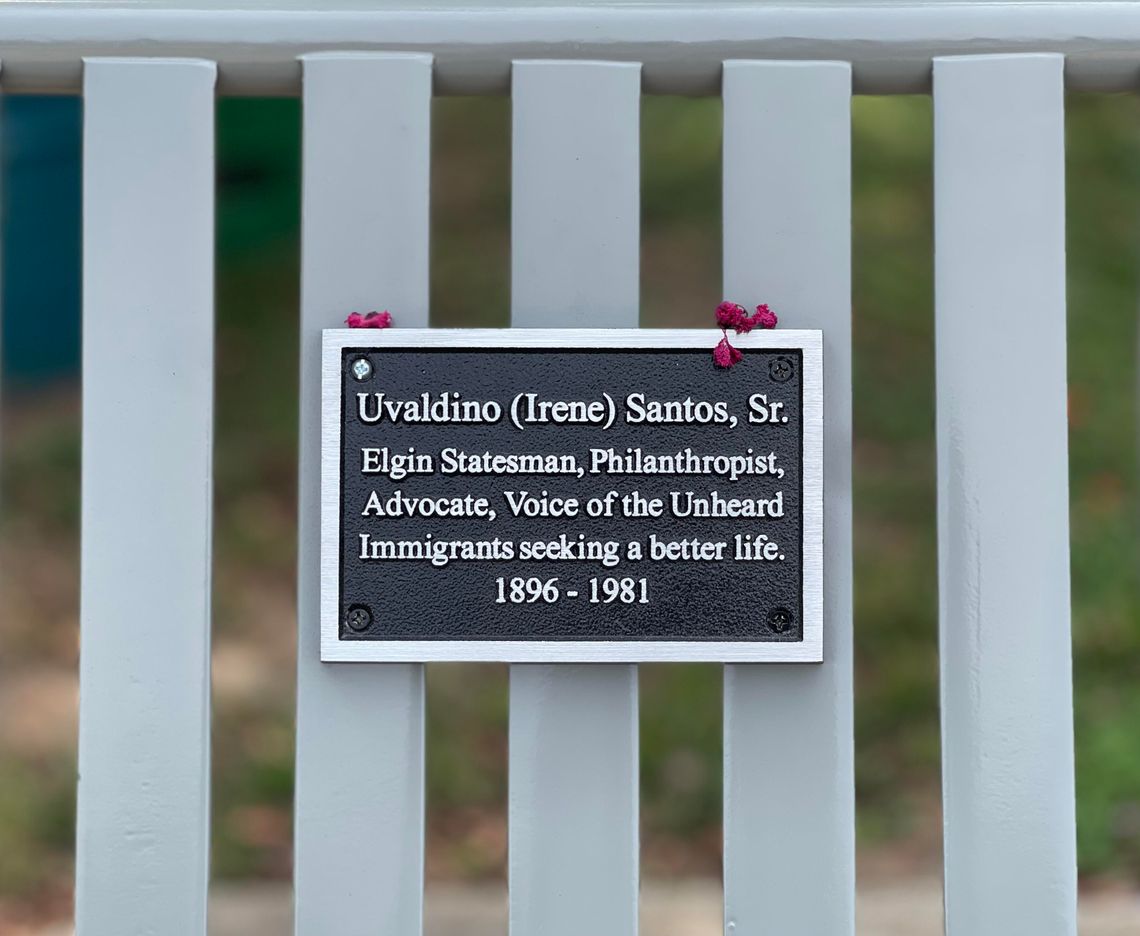 Uvaldino (Irene) Santos, Sr.
Elgin Statesman, Philanthropist,
Advocate, Voice of the Unheard
Immigrants seeking a better life.
1896 - 1981